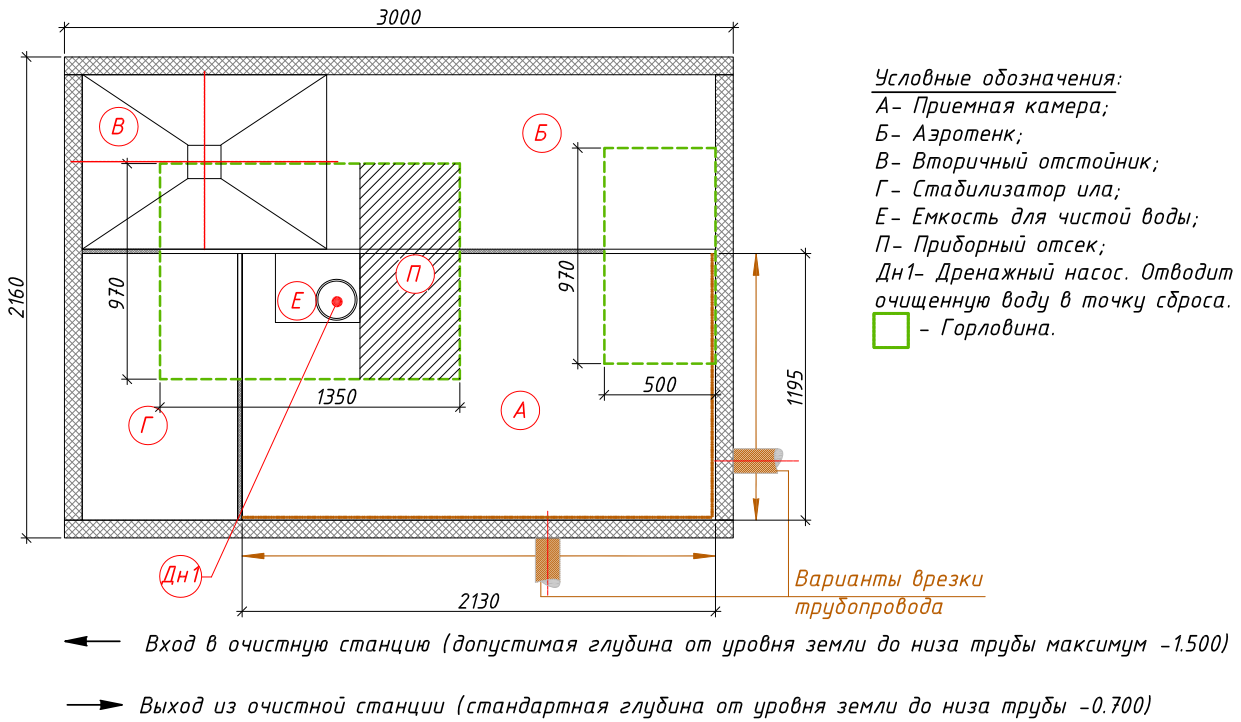 3000
Условные обозначения:
А- Приемная камера;
Б- Аэротенк;
В- Вторичный отстойник;
Г- Стабилизатор ила;
Е- Емкость для чистой воды;
П- Приборный отсек;
Дн1- Дренажный насос. Отводит
очищенную воду в точку сброса.
- Горловина.
В
Б
2160
970
Е
П
970
1350
500
1195
Г
А
Дн1
2130
Варианты врезки
трубопровода
Вход в очистную станцию (допустимая глубина от уровня земли до низа трубы максимум -1.500)
Выход из очистной станции (стандартная глубина от уровня земли до низа трубы -0.700)